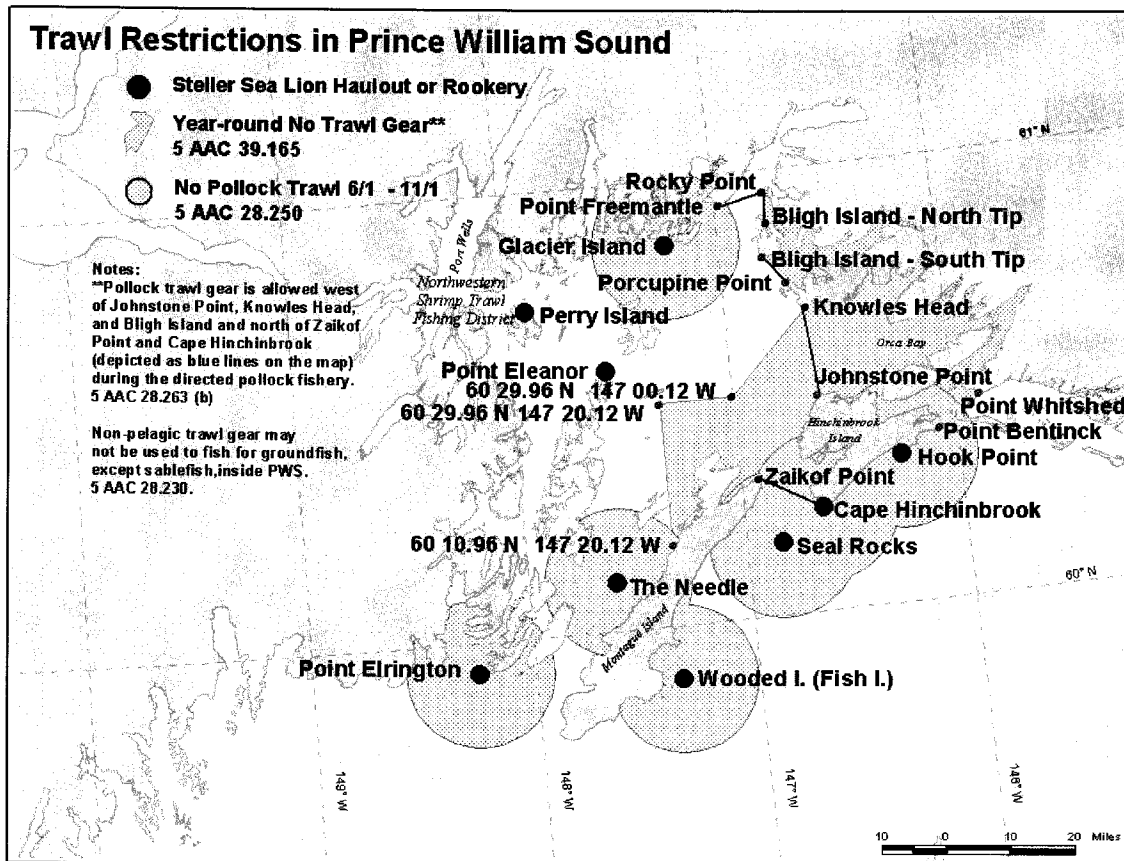 Trawl Restrictions in Prince William Sound
Steller Sea Lion Haulout or Rookery
Year-round No Trawl Gear**
5 AAC 39.165
No Pollock Trawl 6/1 - 11/1
5 AAC 28.250
Notes:
**Pollock trawl gear is allowed west
of Johnstone Point, Knowles Head,
and Bligh Island and north of Zaikof
Point and Cape Hinchinbrook
(depicted as blue lines on the map)
during the directed pollock fishery.
5 AAC 28.263 (b)
Non-pelagic trawl gear may
not be used to fish for groundfish,
except sablefish,inside PWS.
5 AAC 28.230.
61° N
Rocky Point
Point Freemantle
Bligh Island - North Tip
Glacier Island
Bligh Island - South Tip
Port Wells
Porcupine Point
Northwestern
Shrimp Trawl
Fishing District
Perry Island
Knowles Head
Orca Bay
Point Eleanor
Johnstone Point
60 29.96 N 147 00.12 W
60 29.96 N 147 20.12 W
Point Whitshed
Hinchinbrook
Island
Point Bentinck
Hook Point
Zaikof Point
Cape Hinchinbrook
60 10.96 N 147 20.12 W
Seal Rocks
60° N
The Needle
Montague Island
Point Elrington
Wooded I. (Fish I.)
149° W
148° W
147° W
146° W
10 0 10 20 Miles